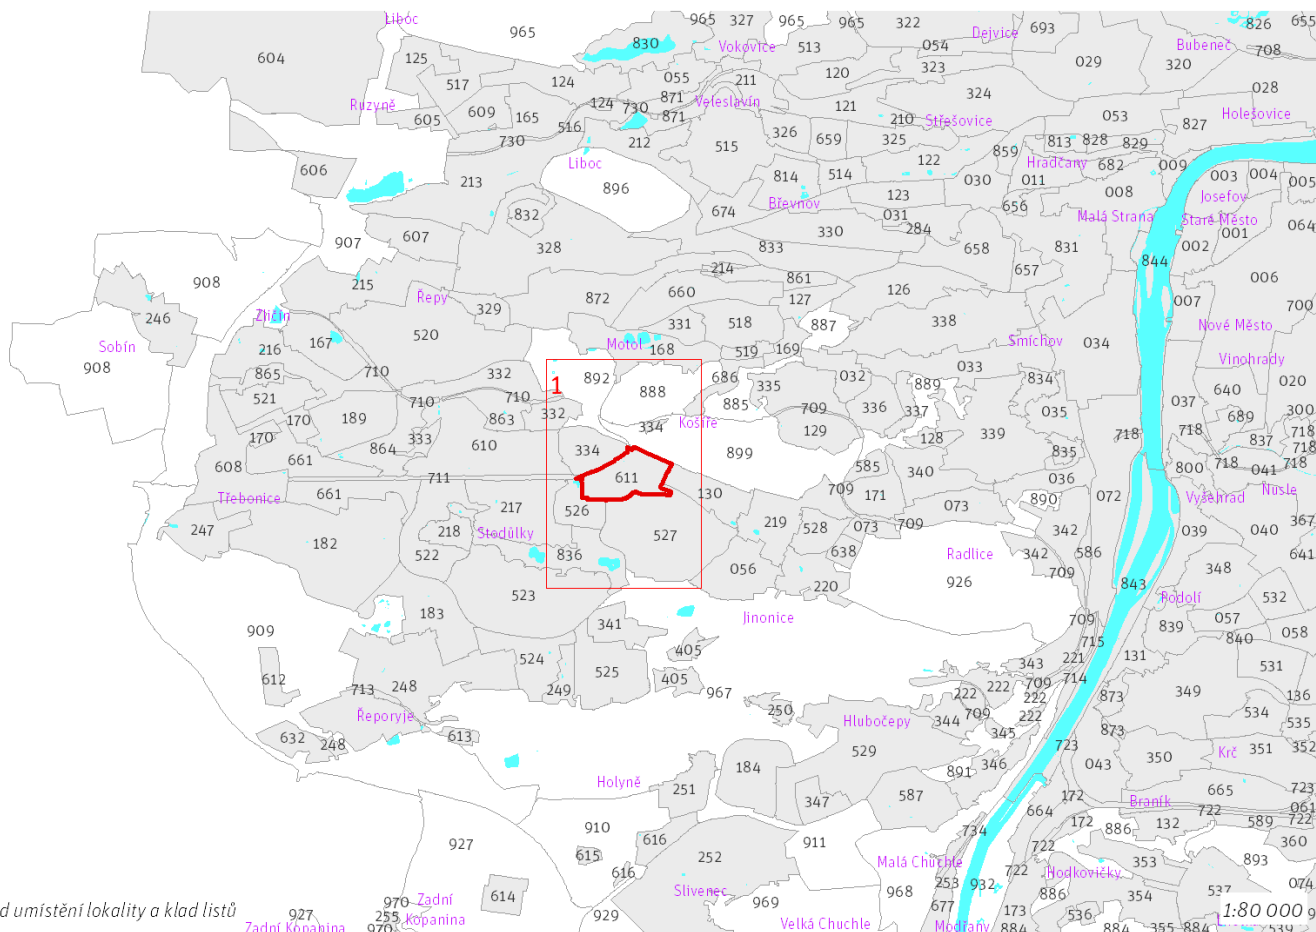 Liboc 965 965 327 965 965 322 693 826 655
604 830 Vokovice 513 054 Dejvice Bubeneč 708
125 517 124 055 211 120 323 029 320
Ruzyně 605 609 165 124 730 871 871 Veleslavín 121 324 028
730 516 212 326 659 210 325 Střešovice 053 827 Holešovice
606 213 Liboc 896 515 814 514 122 859 813 828 829 Hradčany 682 009 003 004 005
832 674 Břevnov 123 030 011 008 Josefov
907 607 328 330 031 284 656 Malá Strana Staré Město 001 064
908 215 833 658 831 844 002
246 Řepy 214 861 657 006
Zličín 329 872 660 127 126 007 700
Sobín 167 520 331 518 887 338 Smíchov 034 Nové Město
908 216 Motol 168 519 169 Vinohrady
865 710 332 1 892 888 686 335 032 889 033 834 640 020
521 170 189 710 710 885 709 336 337 035 037 689 300
170 864 333 863 332 334 Košíře 129 128 339 718 718 837 718
608 661 610 334 899 585 835 718 718
Třebonice 661 711 611 709 171 340 036 800 041 718
247 217 526 130 073 890 072 Vyšehrad Nusle
182 218 Stodůlky 527 219 528 073 709 342 039 040 367
522 836 638 Radlice 342 586 641
523 056 220 926 709 843 348 532
183 341 Jinonice Podolí 057
909 709 715 839 840 058
524 405 343 221 131 531
612 248 525 405 709 714
713 249 967 222 222 222 873 349 136
Řeporyje 250 Hlubočepy 344 709 222 534 535
632 248 613 345 873
529 723 350 Krč 351 352
Holyně 184 891 346 043
251 347 587 172 665 723
664 Braník 061
910 734 172 886 132 722 589 722
927 616 911 722 360
615 252 Malá Chuchle Hodkovičky 353 893
616 253 932 722 886 354 537 074
970 Zadní Kopanina 614 Slivenec 968 677
d umístění lokality a klad listů 927 255 929 969 173 536 1:80 000
Zadní Kopanina 970 Velká Chuchle Modřany 884 884 355 884 539